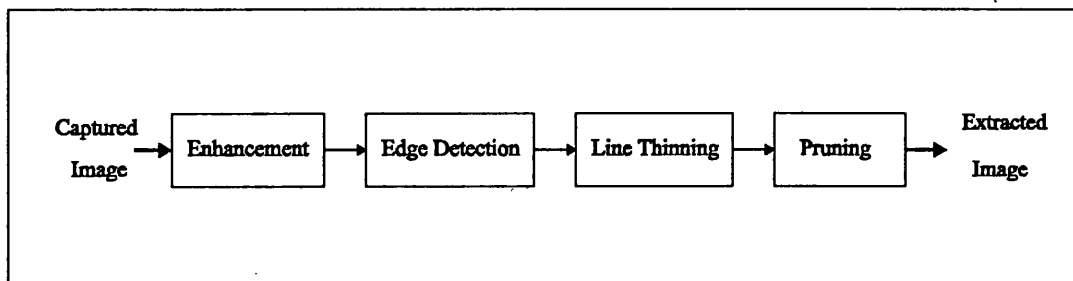 Captured
Image
Enhancement
Edge Detection
Line Thinning
Pruning
Extracted
Image